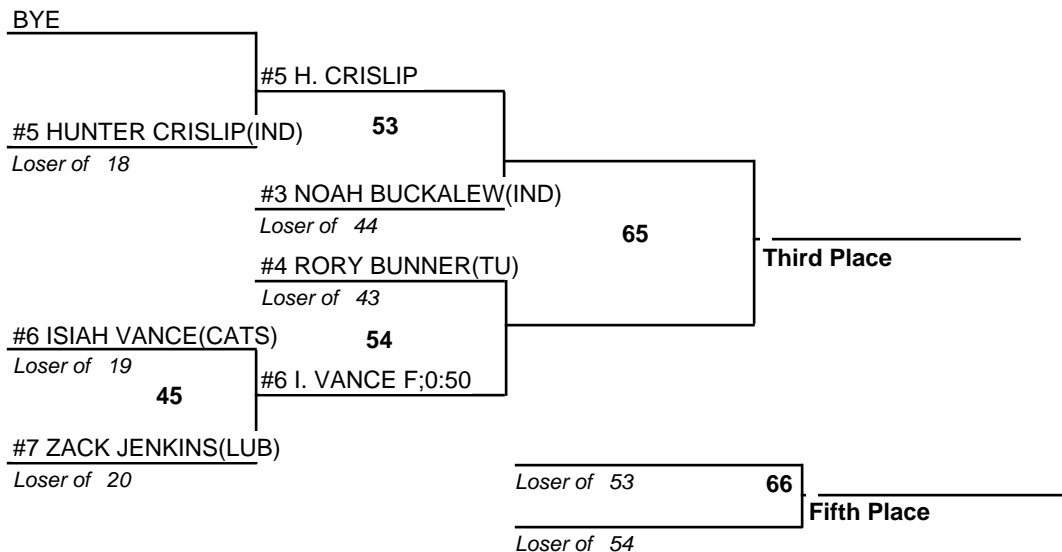 BYE
#5 H. CRISLIP
53
#5 HUNTER CRISLIP(IND)
Loser of 18
#3 NOAH BUCKALEW(IND)
Loser of 44
65
Third Place
#4 RORY BUNNER(TU)
Loser of 43
54
#6 ISIAH VANCE(CATS)
Loser of 19
45
#6 I. VANCE F;0:50
#7 ZACK JENKINS(LUB)
Loser of 20
Loser of 53
66
Fifth Place
Loser of 54